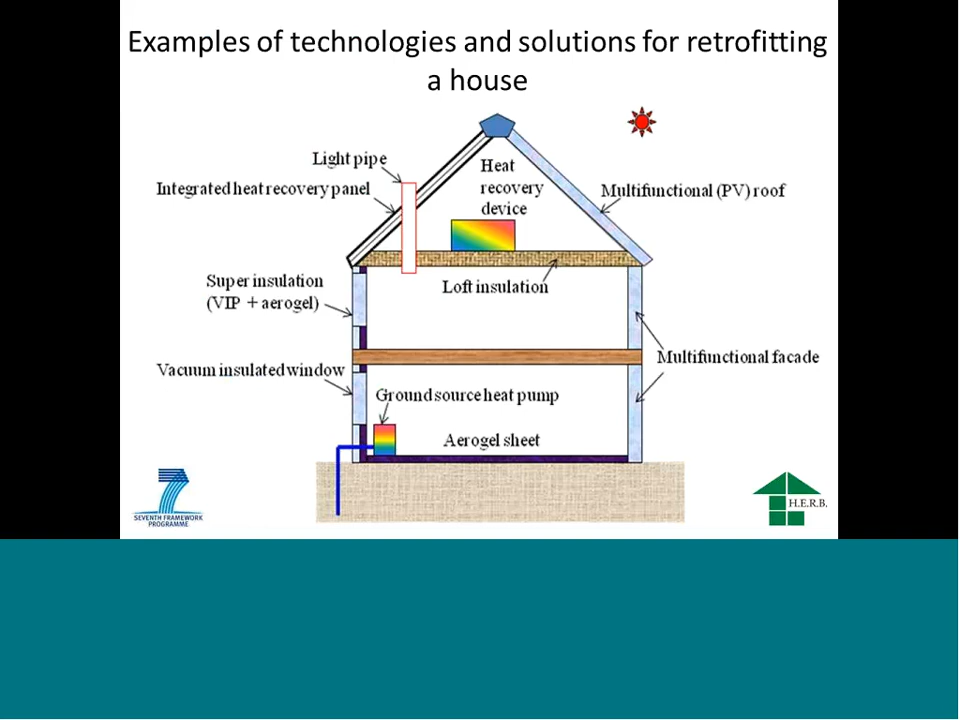 Examples of technologies and solutions for retrofitting
a house
Light pipe
Integrated heat recovery panel
Heat
recovery
device
Multifunctional (PV) roof
Super insulation
(VIP + aerogel)
Loft insulation
Vacuum insulated window
Multifunctional facade
Ground source heat pump
Aerogel sheet
SEVENTH FRAMEWORK
PROGRAMME
H.E.R.B.